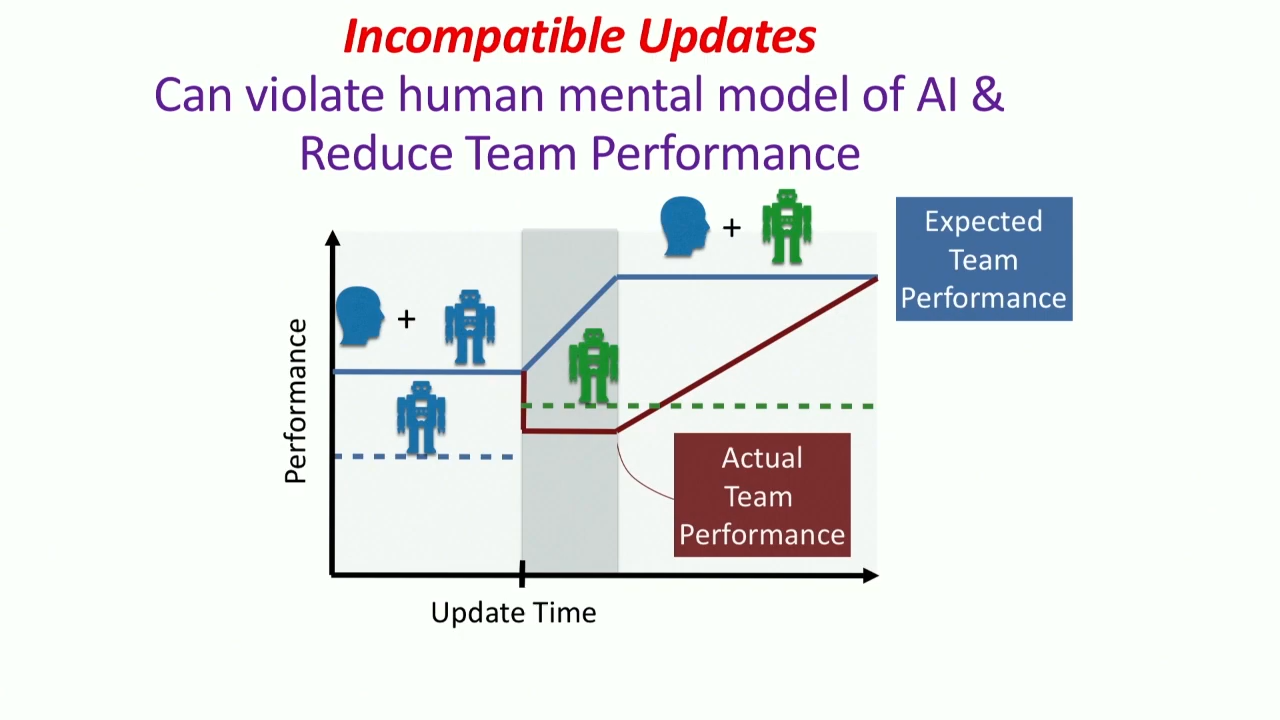 Incompatible Updates
Can violate human mental model of AI &
Reduce Team Performance
+
Expected
Team
Performance
+
Performance
Actual
Team
Performance
Update Time